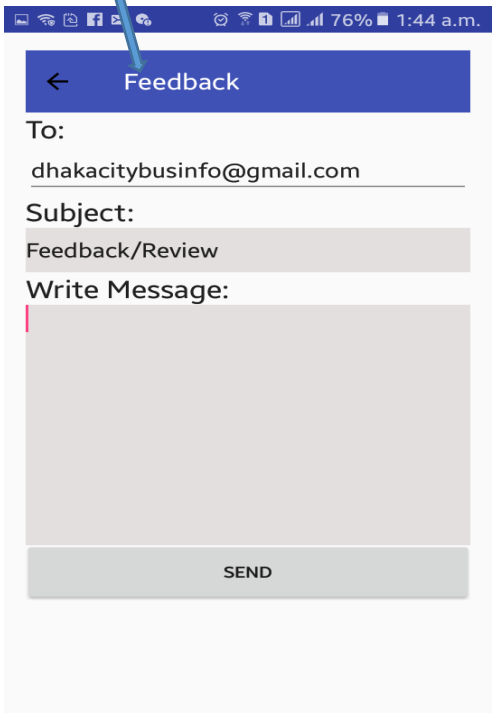 76% 1:44 a.m.
Feedback
To:
dhakacitybusinfo@gmail.com
Subject:
Feedback/Review
Write Message:
SEND